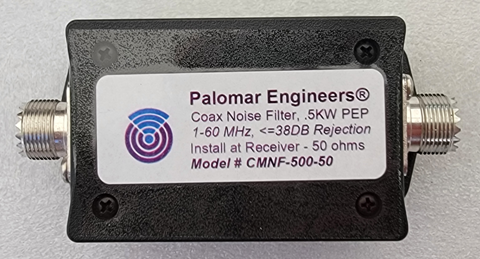 Palomar Engineers®
Coax Noise Filter, .5KW PEP
1-60 MHz, <=38DB Rejection
Install at Receiver - 50 ohms
Model # CMNF-500-50